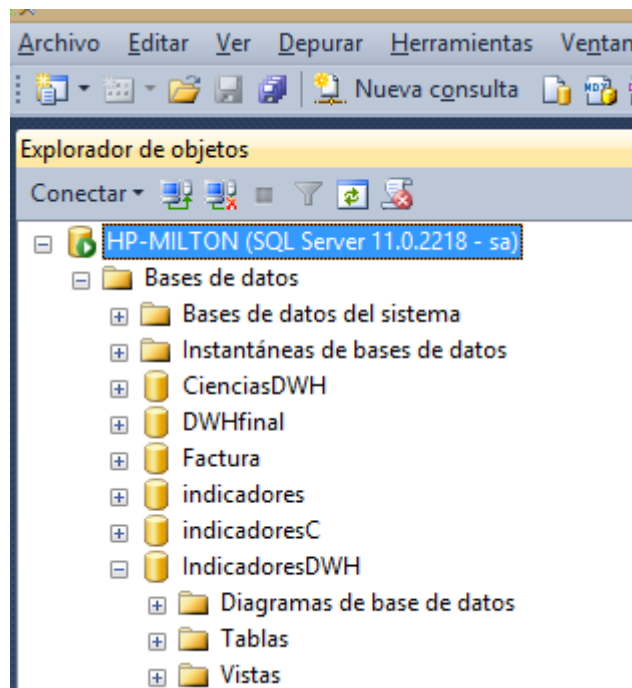 Archivo Editar Ver Depurar Herramientas Ventan
Nueva consulta
Explorador de objetos
Conectar
HP-MILTON (SQL Server 11.0.2218 - sa)
Bases de datos
Bases de datos del sistema
Instantáneas de bases de datos
CienciasDWH
DWHfinal
Factura
indicadores
indicadoresC
IndicadoresDWH
Diagramas de base de datos
Tablas
Vistas